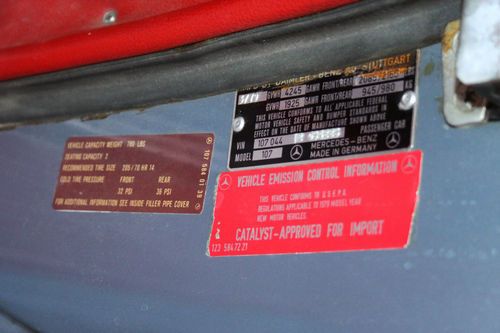 VEHICLE CAPACITY WEIGHT 780 LBS
SEATING CAPACITY 2
RECOMMENDED TIRE SIZE 205/70 HR 14
COLD TIRE PRESSURE FRONT REAR
32 PSI 36 PSI
FOR ADDITIONAL INFORMATION SEE INSIDE FILLER PIPE COVER
107 584 01 39
DAIMLER-BENZ AG STUTTGART
GVWR 4245 GAWR FRONT/REAR
GVWR 1925 GAWR FRONT/REAR 945/980
THIS VEHICLE CONFORMS TO ALL APPLICABLE FEDERAL
MOTOR VEHICLE SAFETY AND BUMPER STANDARDS IN
EFFECT ON THE DATE OF MANUFACTURE SHOWN ABOVE
VIN 107 044 PASSENGER CAR
MODEL 107 MERCEDES-BENZ
MADE IN GERMANY
VEHICLE EMISSION CONTROL INFORMATION
THIS VEHICLE CONFORMS TO U.S.E.P.A.
REGULATIONS APPLICABLE TO 1979 MODEL YEAR
NEW MOTOR VEHICLES.
CATALYST-APPROVED FOR IMPORT
123 584 72 21